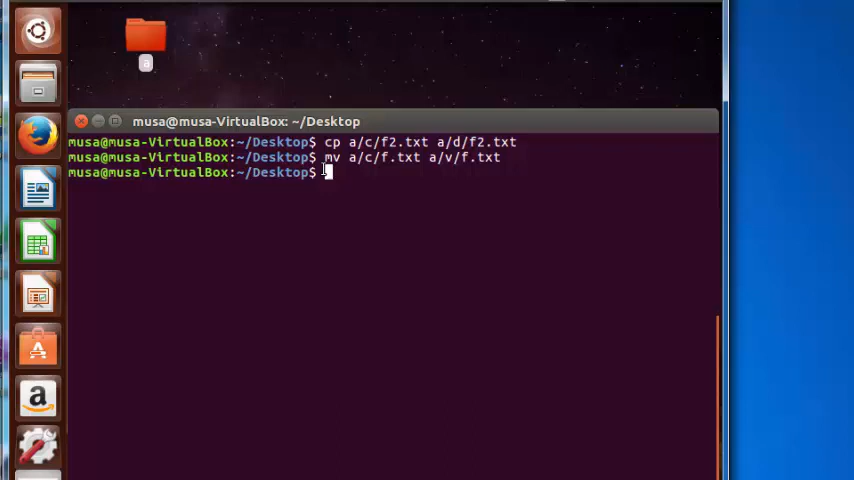 a
musa@musa-VirtualBox: ~/Desktop
musa@musa-VirtualBox:~/Desktop$ cp a/c/f2.txt a/d/f2.txt
musa@musa-VirtualBox:~/Desktop$ mv a/c/f.txt a/v/f.txt
musa@musa-VirtualBox:~/Desktop$